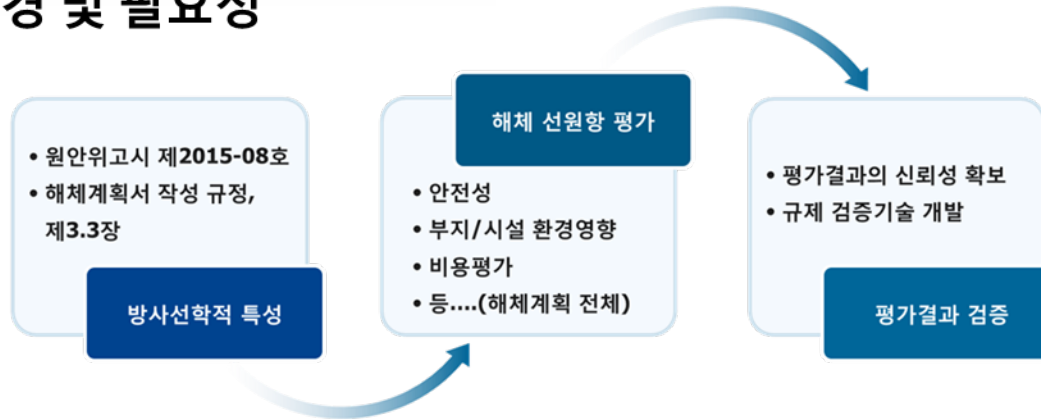 및 필요성
• 원안위고시 제2015-08호
• 해체계획서 작성 규정,
제3.3장
방사선학적 특성
해체 선원항 평가
• 안전성
• 부지/시설 환경영향
• 비용평가
• 등....(해체계획 전체)
• 평가결과의 신뢰성 확보
• 규제 검증기술 개발
평가결과 검증